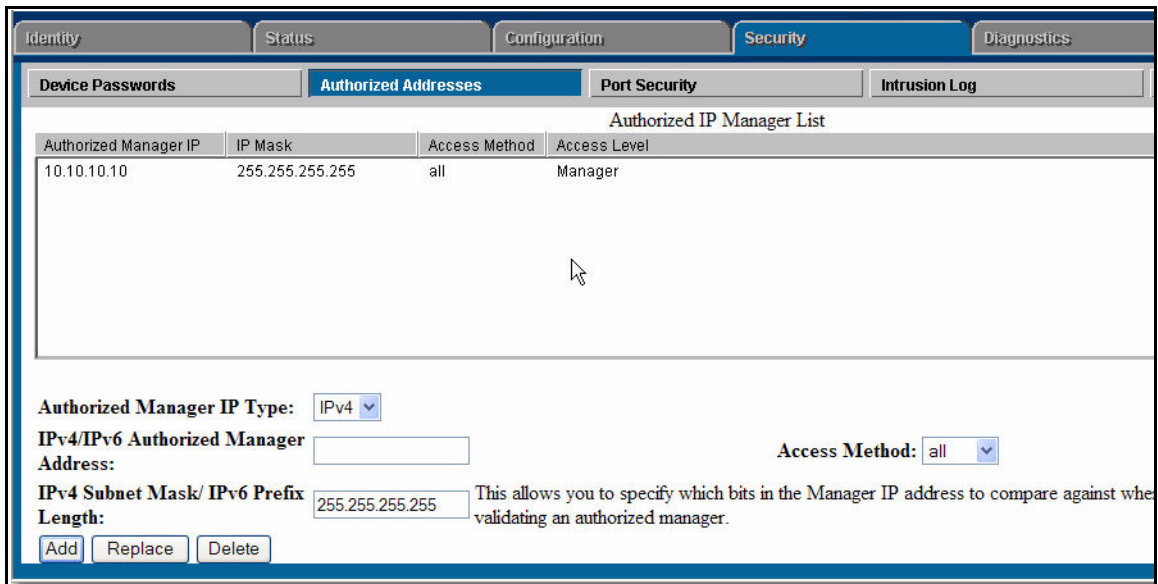 Identity Status Configuration Security Diagnostics
Device Passwords Authorized Addresses Port Security Intrusion Log
Authorized IP Manager List
Authorized Manager IP IP Mask Access Method Access Level
10.10.10.10 255.255.255.255 all Manager
Authorized Manager IP Type: IPv4
IPv4/IPv6 Authorized Manager
Address:
Access Method: all
IPv4 Subnet Mask/ IPv6 Prefix
Length:
255.255.255.255
This allows you to specify which bits in the Manager IP address to compare against
validating an authorized manager.
Add Replace Delete